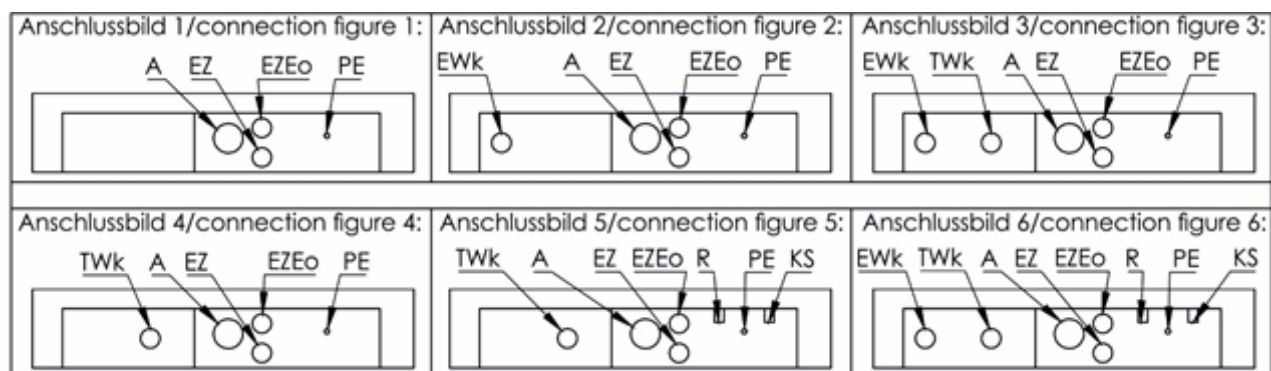 Anschlussbild 1/connection figure 1:
A EZ EZEo PE
Anschlussbild 2/connection figure 2:
EWk A EZ EZEo PE
Anschlussbild 3/connection figure 3:
EWk TWk A EZ EZEo PE
Anschlussbild 4/connection figure 4:
TWk A EZ EZEo PE
Anschlussbild 5/connection figure 5:
TWk A EZ EZEo R PE KS
Anschlussbild 6/connection figure 6:
EWk TWk A EZ EZEo R PE KS